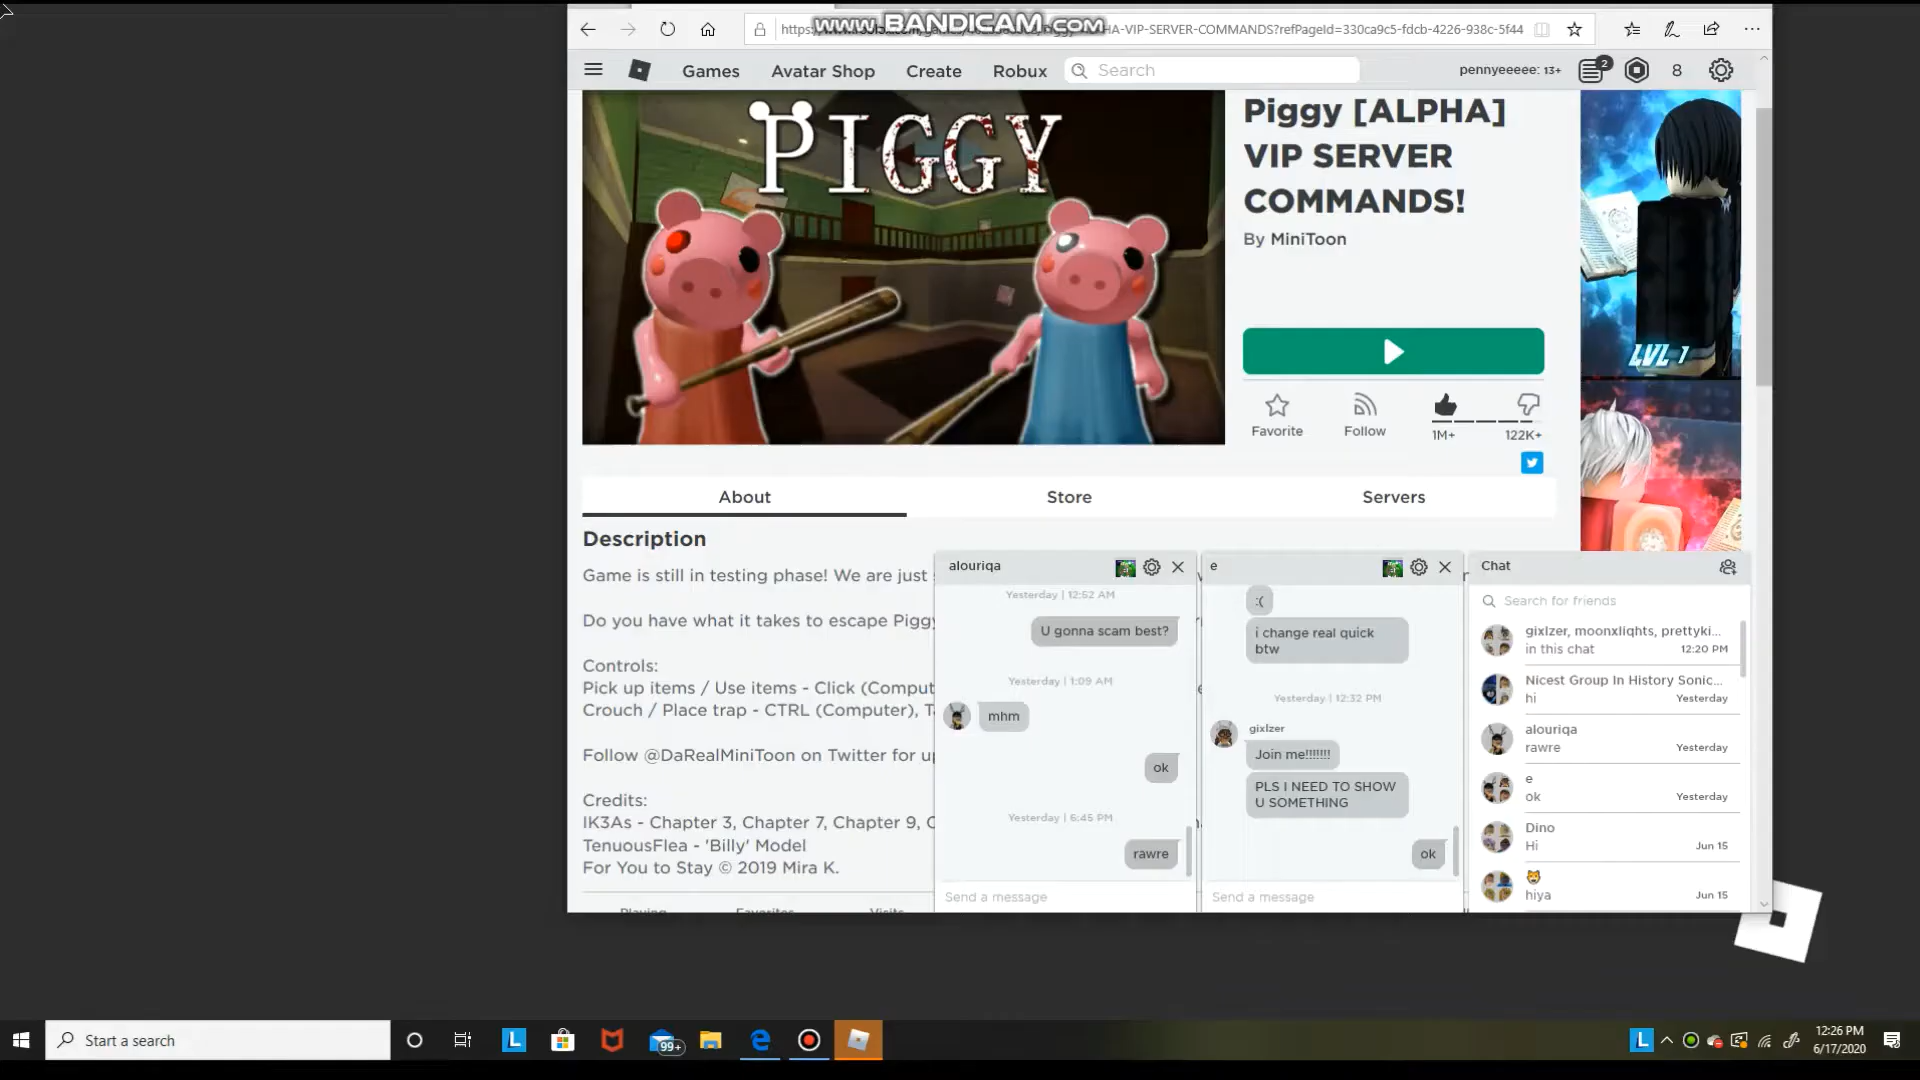 www.BANDICAM.com
HA-VIP-SERVER-COMMANDS?refPageId=330ca9c5-fdcb-4226-938c-5f44
Games Avatar Shop Create Robux Search pennyeeeee: 13+ 2 8
PIGGY
Piggy [ALPHA]
VIP SERVER
COMMANDS!
By MiniToon
LVL 1
Favorite Follow 1M+ 122K+
About Store Servers
Description
Game is still in testing phase! We are just
Do you have what it takes to escape Piggy
Controls:
Pick up items / Use items - Click (Comput
Crouch / Place trap - CTRL (Computer), T
Follow @DaRealMiniToon on Twitter for up
Credits:
IK3As - Chapter 3, Chapter 7, Chapter 9, C
TenuousFlea - 'Billy' Model
For You to Stay © 2019 Mira K.
Playing Favorites Visits
alouriqa
Yesterday | 12:52 AM
U gonna scam best?
Yesterday | 1:09 AM
mhm
ok
Yesterday | 6:45 PM
rawre
Send a message
e
:(
i change real quick
btw
Yesterday | 12:32 PM
gixlzer
Join me!!!!!!!
PLS I NEED TO SHOW
U SOMETHING
ok
Send a message
Chat
Search for friends
gixlzer, moonxliqhts, prettyki...
in this chat 12:20 PM
Nicest Group In History Sonic...
hi Yesterday
alouriqa
rawre Yesterday
e
ok Yesterday
Dino
Hi Jun 15
hiya Jun 15
Start a search
99+
12:26 PM
6/17/2020